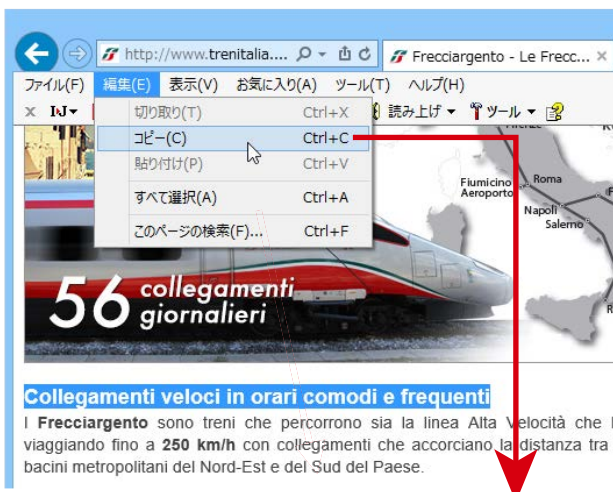 http://www.trenitalia....
Frecciargento - Le Frecc...
ファイル(F) 編集(E) 表示(V) お気に入り(A) ツール(T) ヘルプ(H)
読み上げ ツール
切り取り(T) Ctrl+X
コピー(C) Ctrl+C
貼り付け(P) Ctrl+V
すべて選択(A) Ctrl+A
このページの検索(F)... Ctrl+F
Fiumicino
Aeroporto
Roma
Napoli
Salerno
56 collegamenti
giornalieri
Collegamenti veloci in orari comodi e frequenti
I Frecciargento sono treni che percorrono sia la linea Alta Velocità che
viaggiando fino a 250 km/h con collegamenti che accorciano la distanza tra
bacini metropolitani del Nord-Est e del Sud del Paese.